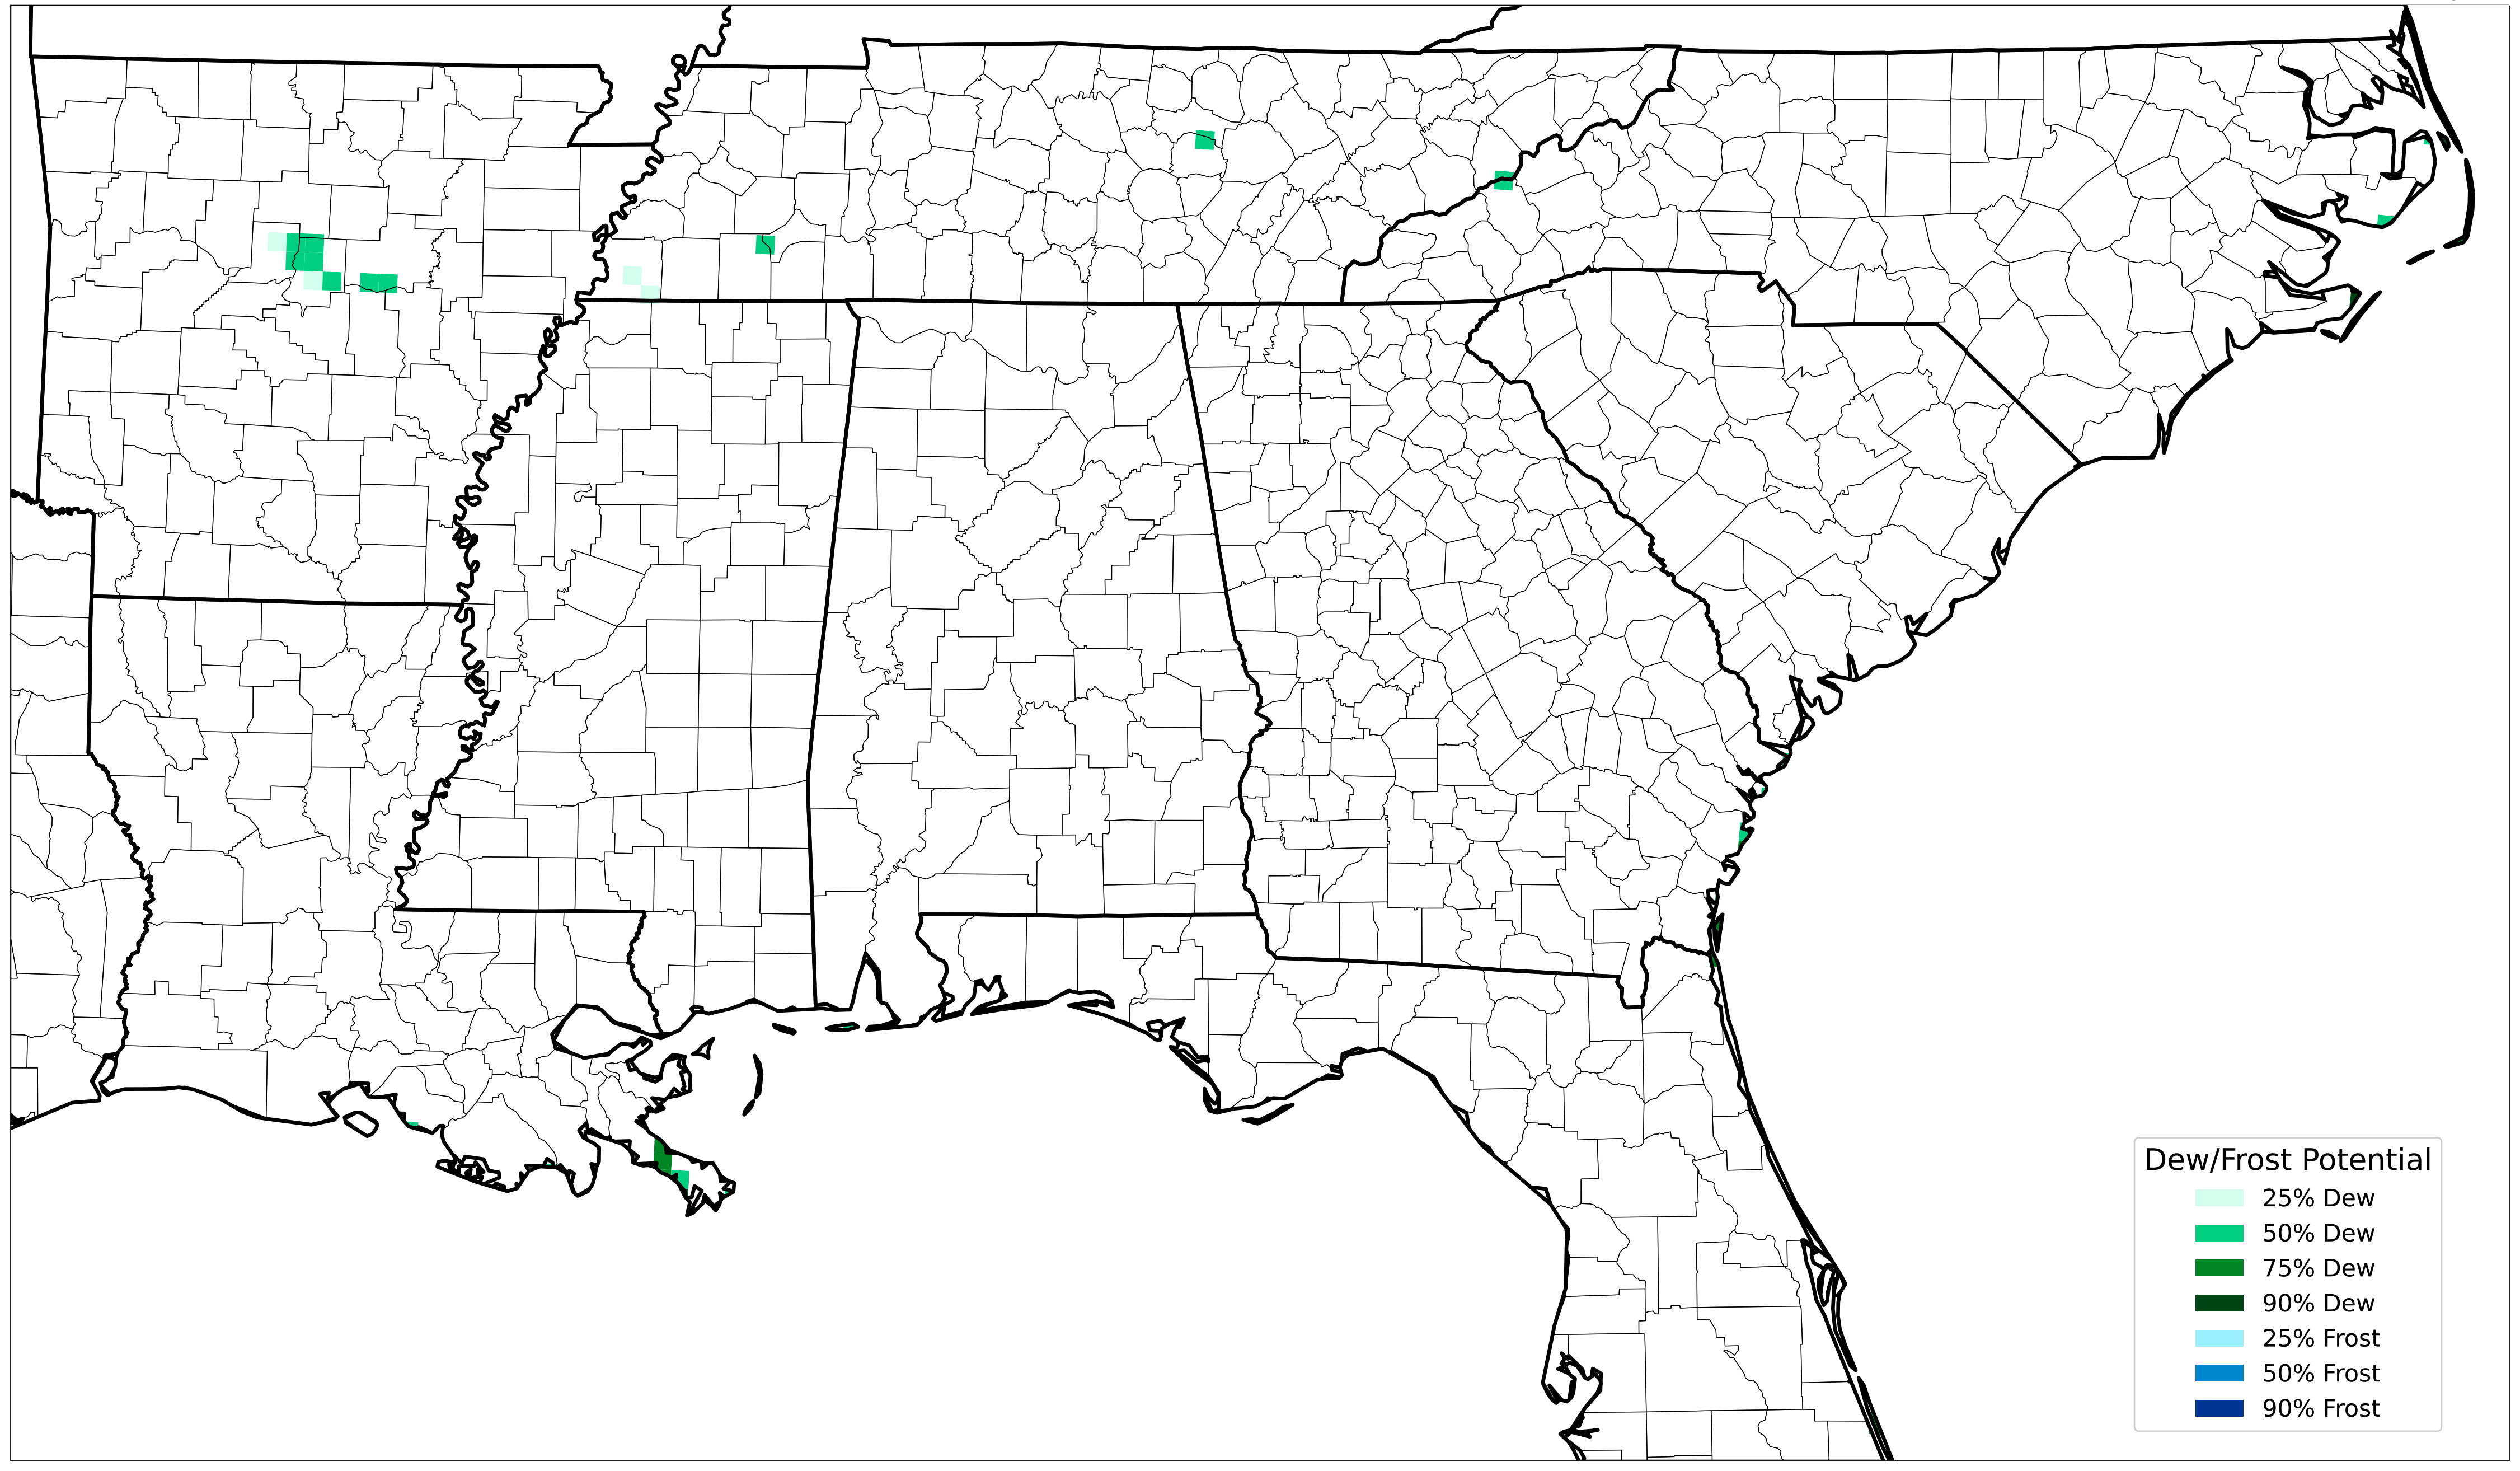 Dew/Frost Potential
25% Dew
50% Dew
75% Dew
90% Dew
25% Frost
50% Frost
90% Frost